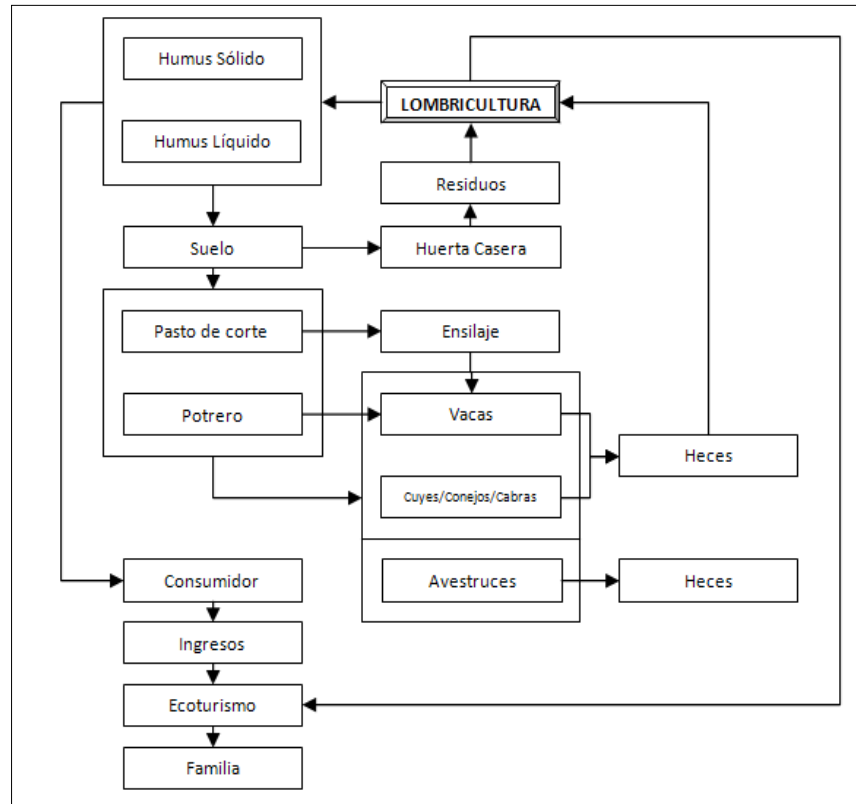 Humus Sólido
LOMBRICULTURA
Humus Líquido
Residuos
Suelo
Huerta Casera
Pasto de corte
Ensilaje
Potrero
Vacas
Heces
Cuyes/Conejos/Cabras
Consumidor
Avestruces
Heces
Ingresos
Ecoturismo
Familia